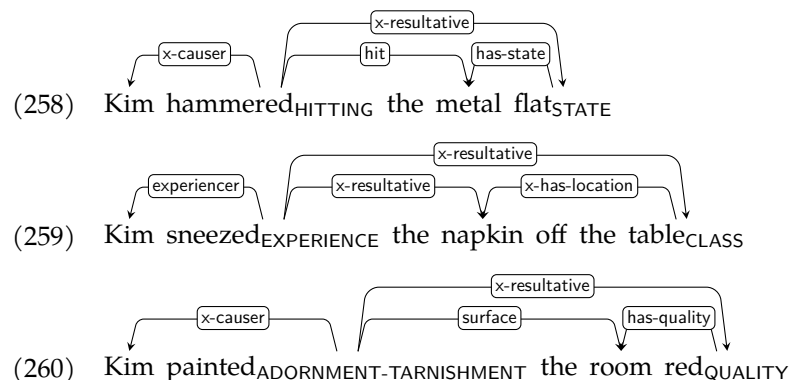 x-resultative
x-causer hit has-state
(258) Kim hammeredHITTING the metal flatSTATE
x-resultative
experiencer x-resultative x-has-location
(259) Kim sneezedEXPERIENCE the napkin off the tableCLASS
x-resultative
x-causer surface has-quality
(260) Kim paintedADORNMENT-TARNISHMENT the room redQUALITY